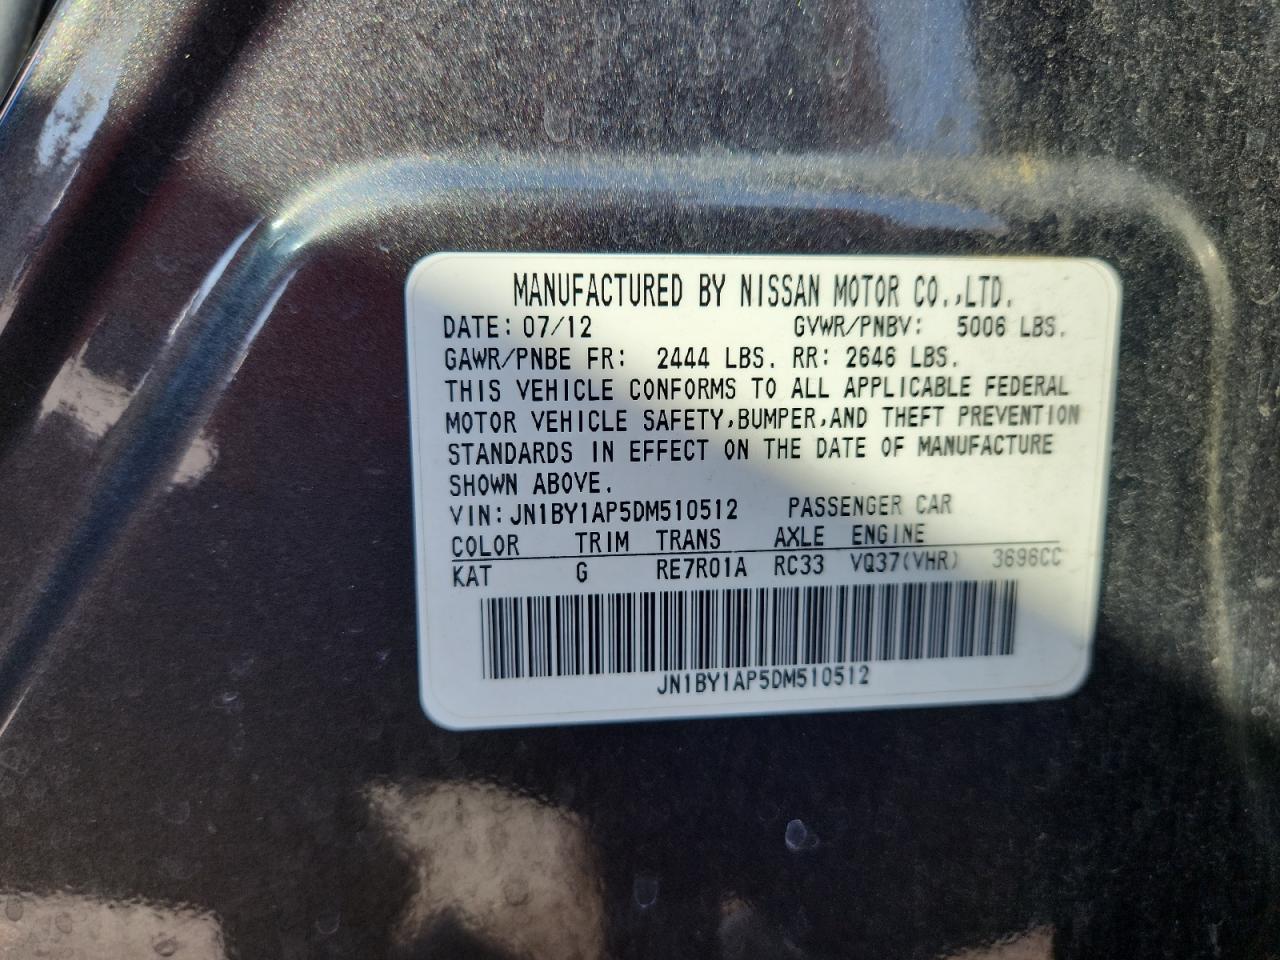 MANUFACTURED BY NISSAN MOTOR CO.,LTD.
DATE: 07/12 GVWR/PNBV: 5006 LBS.
GAWR/PNBE FR: 2444 LBS. RR: 2646 LBS.
THIS VEHICLE CONFORMS TO ALL APPLICABLE FEDERAL
MOTOR VEHICLE SAFETY,BUMPER,AND THEFT PREVENTION
STANDARDS IN EFFECT ON THE DATE OF MANUFACTURE
SHOWN ABOVE.
VIN: JN1BY1AP5DM510512 PASSENGER CAR
COLOR TRIM TRANS AXLE ENGINE
KAT G RE7R01A RC33 VQ37(VHR) 3696CC
JN1BY1AP5DM510512